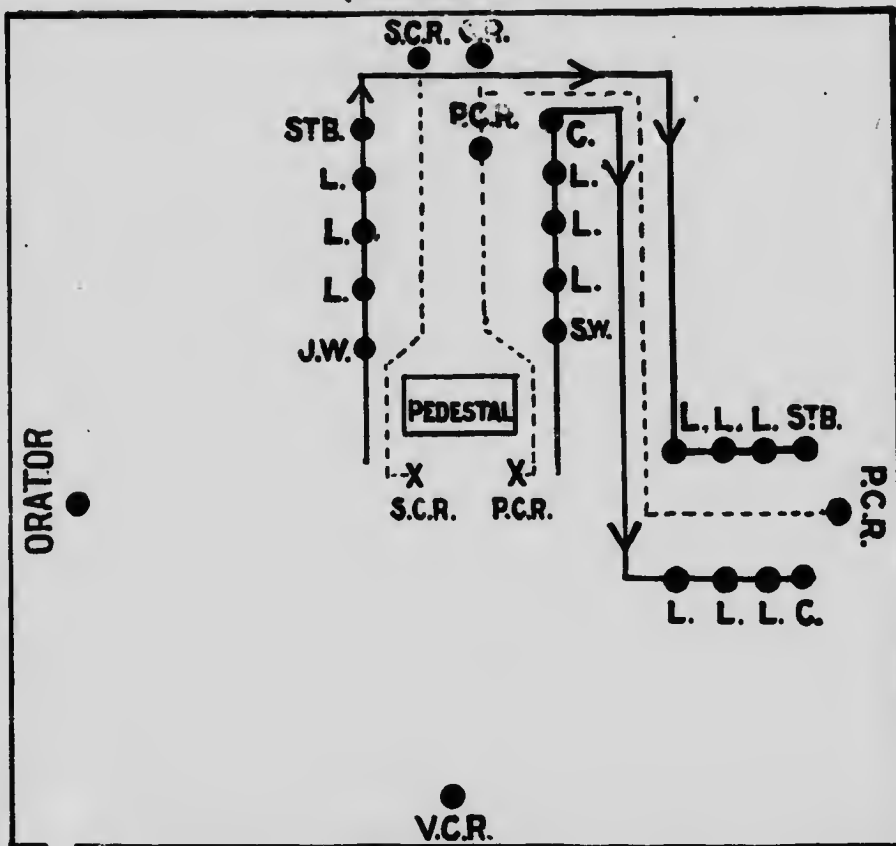 S.C.R.
P.C.R.
STB.
C.
L.
L.
L.
L.
L.
L.
J.W.
S.W.
PEDESTAL
L. L. L. STB.
S.C.R.
P.C.R.
ORATOR
P.C.R.
L. L. L. C.
V.C.R.